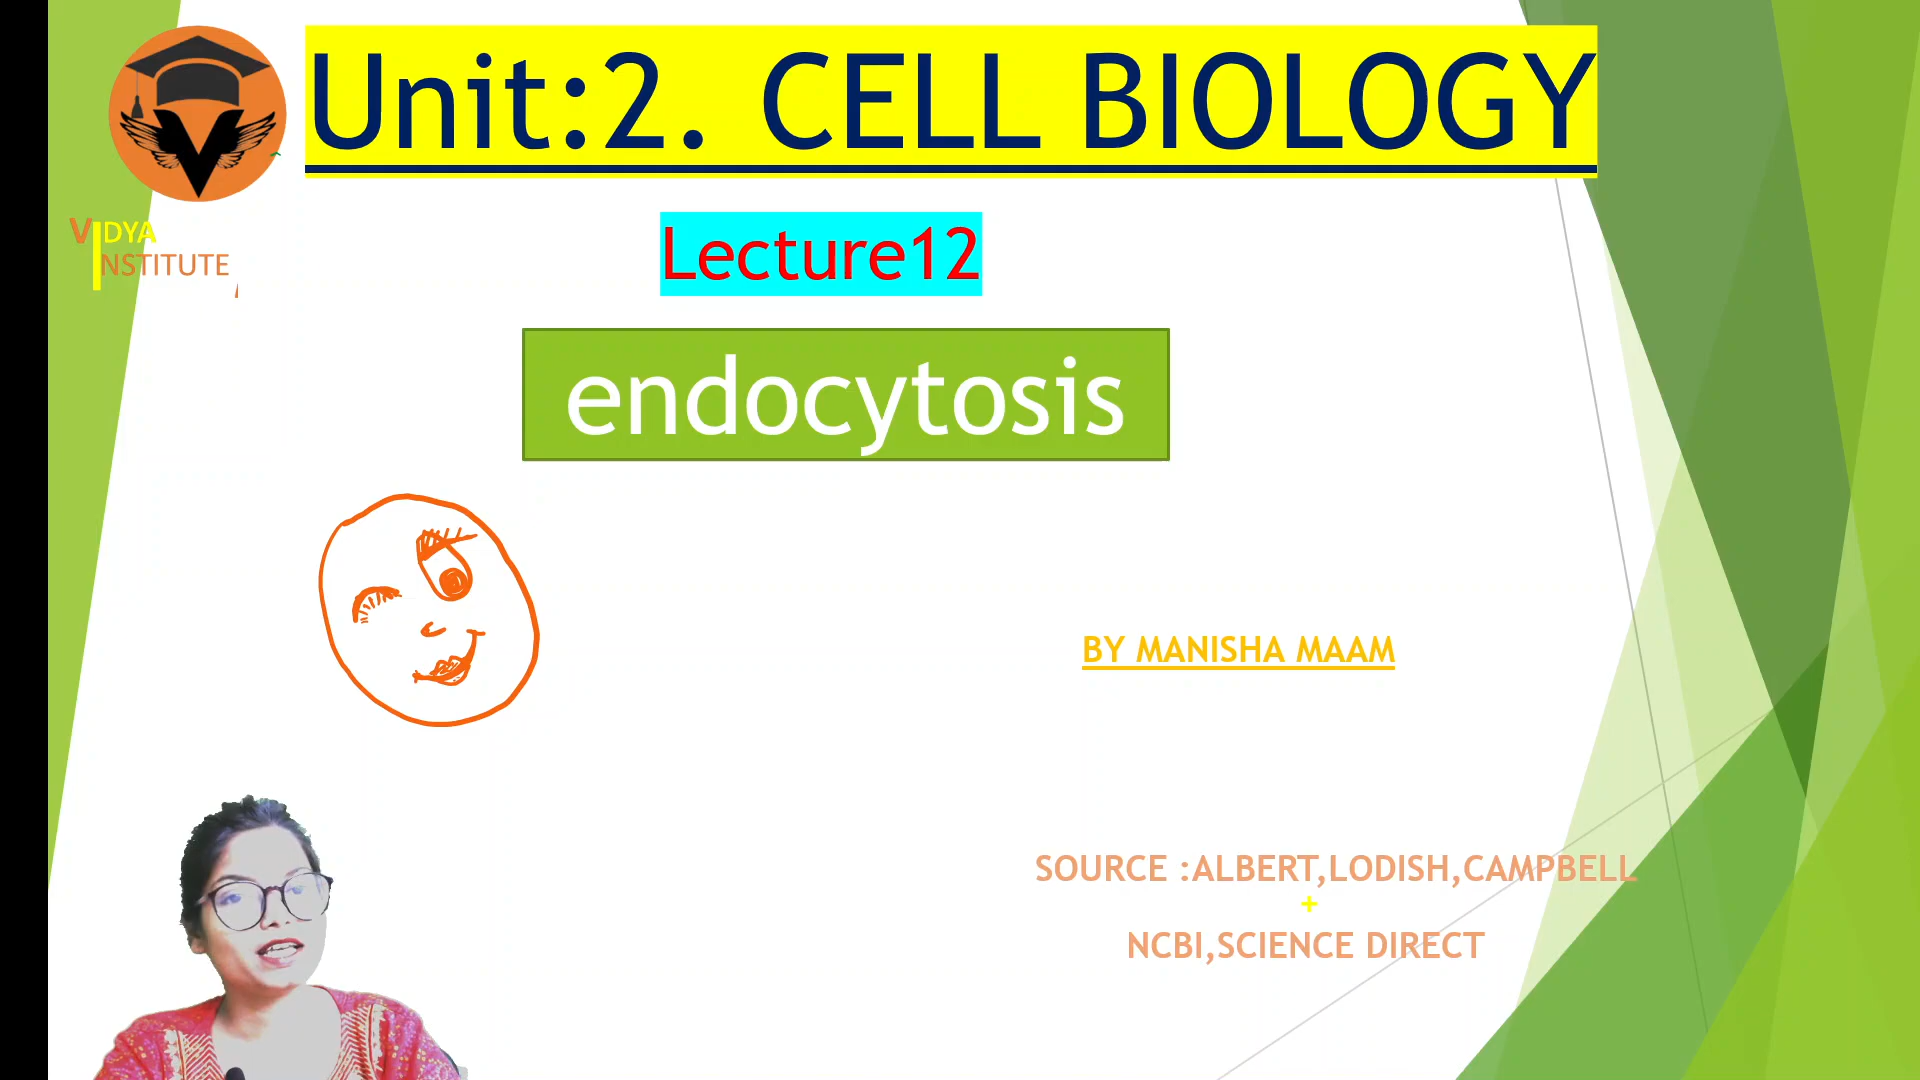 Unit:2. CELL BIOLOGY
VIDYA
INSTITUTE
Lecture12
endocytosis
BY MANISHA MAAM
SOURCE :ALBERT,LODISH,CAMPBELL
+
NCBI,SCIENCE DIRECT